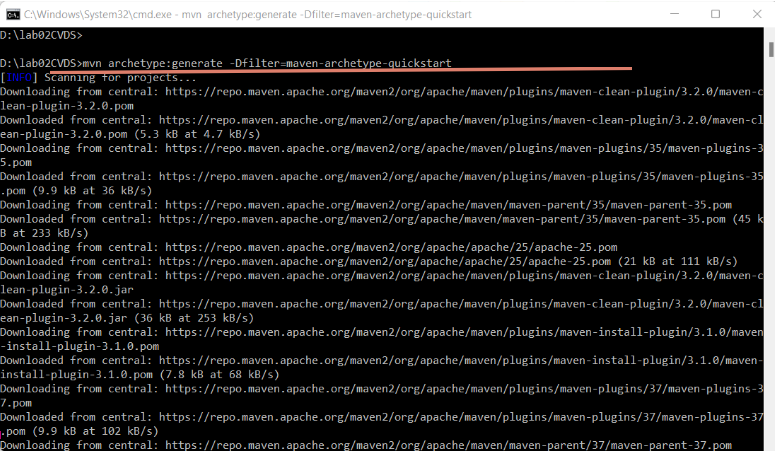 C:\Windows\System32\cmd.exe - mvn  archetype:generate -Dfilter=maven-archetype-quickstart
D:\lab02CVDS>
D:\lab02CVDS>mvn archetype:generate -Dfilter=maven-archetype-quickstart
[INFO] Scanning for projects...
Downloading from central: https://repo.maven.apache.org/maven2/org/apache/maven/plugins/maven-clean-plugin/3.2.0/maven-c
lean-plugin-3.2.0.pom
Downloaded from central: https://repo.maven.apache.org/maven2/org/apache/maven/plugins/maven-clean-plugin/3.2.0/maven-cl
ean-plugin-3.2.0.pom (5.3 kB at 4.7 kB/s)
Downloading from central: https://repo.maven.apache.org/maven2/org/apache/maven/plugins/maven-plugins/35/maven-plugins-3
5.pom
Downloaded from central: https://repo.maven.apache.org/maven2/org/apache/maven/plugins/maven-plugins/35/maven-plugins-35
.pom (9.9 kB at 36 kB/s)
Downloading from central: https://repo.maven.apache.org/maven2/org/apache/maven/maven-parent/35/maven-parent-35.pom
Downloaded from central: https://repo.maven.apache.org/maven2/org/apache/maven/maven-parent/35/maven-parent-35.pom (45 k
B at 233 kB/s)
Downloading from central: https://repo.maven.apache.org/maven2/org/apache/apache/25/apache-25.pom
Downloaded from central: https://repo.maven.apache.org/maven2/org/apache/apache/25/apache-25.pom (21 kB at 111 kB/s)
Downloading from central: https://repo.maven.apache.org/maven2/org/apache/maven/plugins/maven-clean-plugin/3.2.0/maven-c
lean-plugin-3.2.0.jar
Downloaded from central: https://repo.maven.apache.org/maven2/org/apache/maven/plugins/maven-clean-plugin/3.2.0/maven-cl
ean-plugin-3.2.0.jar (36 kB at 253 kB/s)
Downloading from central: https://repo.maven.apache.org/maven2/org/apache/maven/plugins/maven-install-plugin/3.1.0/maven
-install-plugin-3.1.0.pom
Downloaded from central: https://repo.maven.apache.org/maven2/org/apache/maven/plugins/maven-install-plugin/3.1.0/maven-
install-plugin-3.1.0.pom (7.8 kB at 68 kB/s)
Downloading from central: https://repo.maven.apache.org/maven2/org/apache/maven/plugins/maven-plugins/37/maven-plugins-3
7.pom
Downloaded from central: https://repo.maven.apache.org/maven2/org/apache/maven/plugins/maven-plugins/37/maven-plugins-37
.pom (9.9 kB at 102 kB/s)
Downloading from central: https://repo.maven.apache.org/maven2/org/apache/maven/maven-parent/37/maven-parent-37.pom